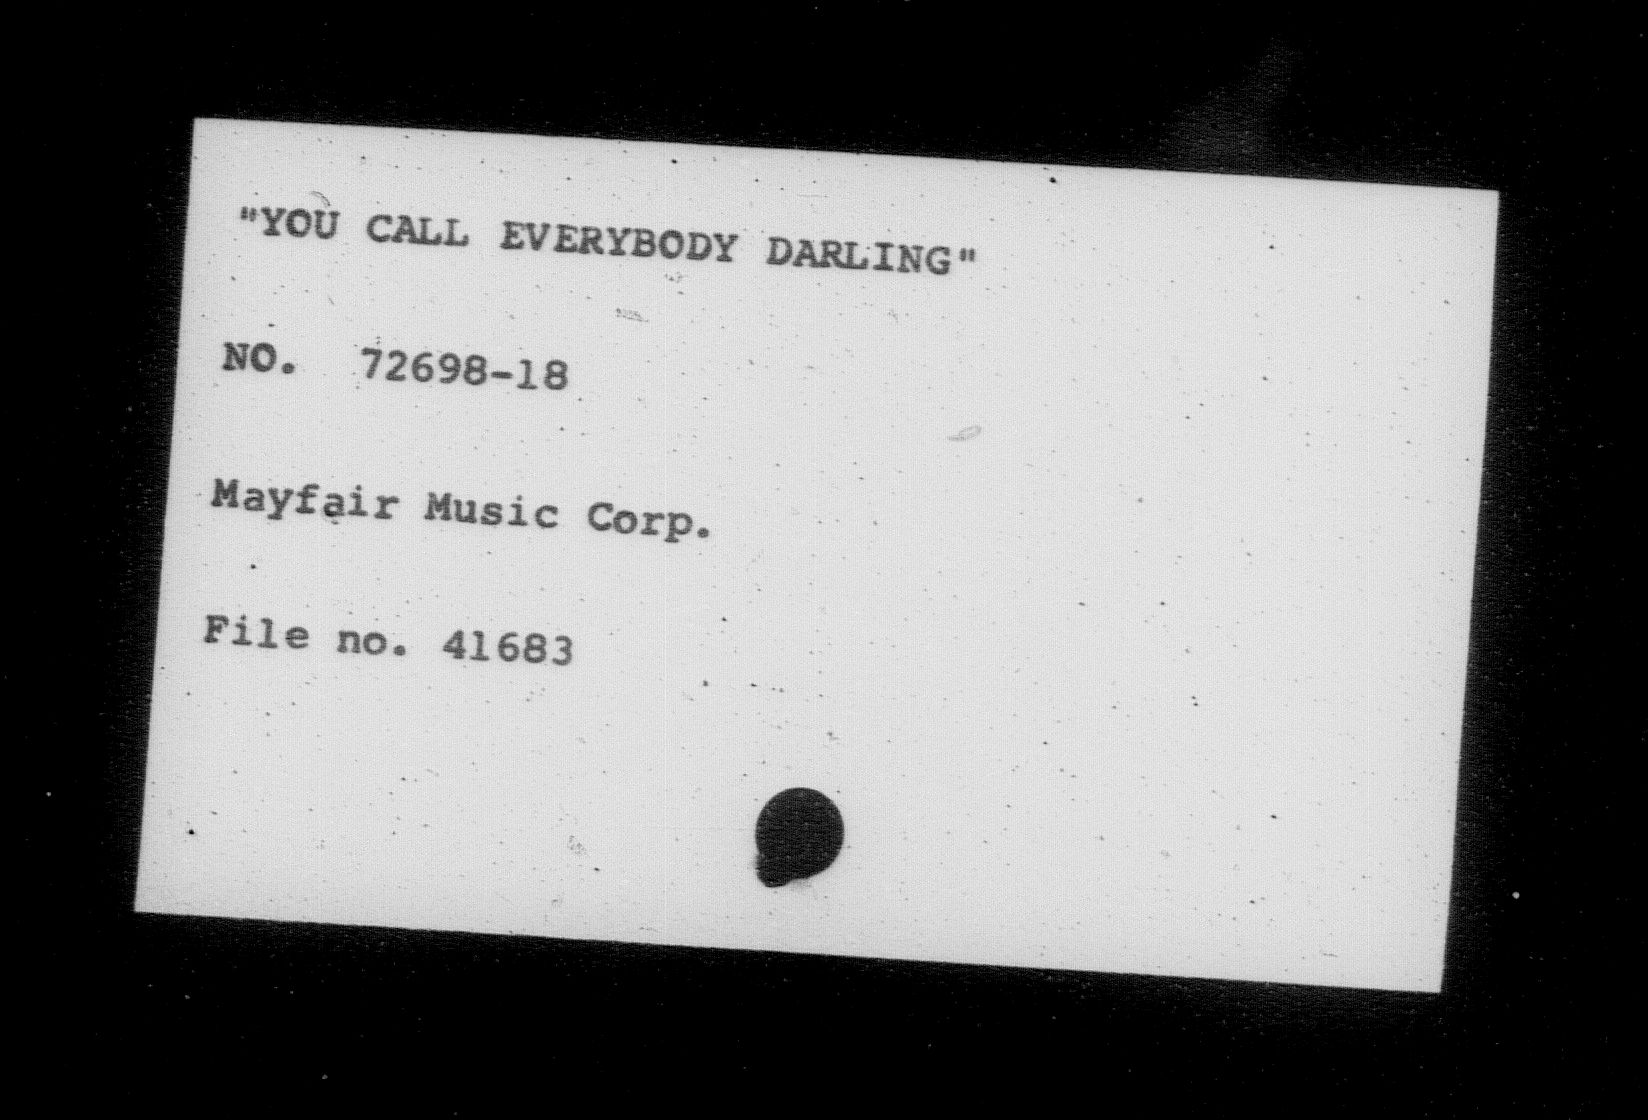 "YOU CALL EVERYBODY DARLING"
NO. 72698-18
Mayfair Music Corp.
File no. 41683